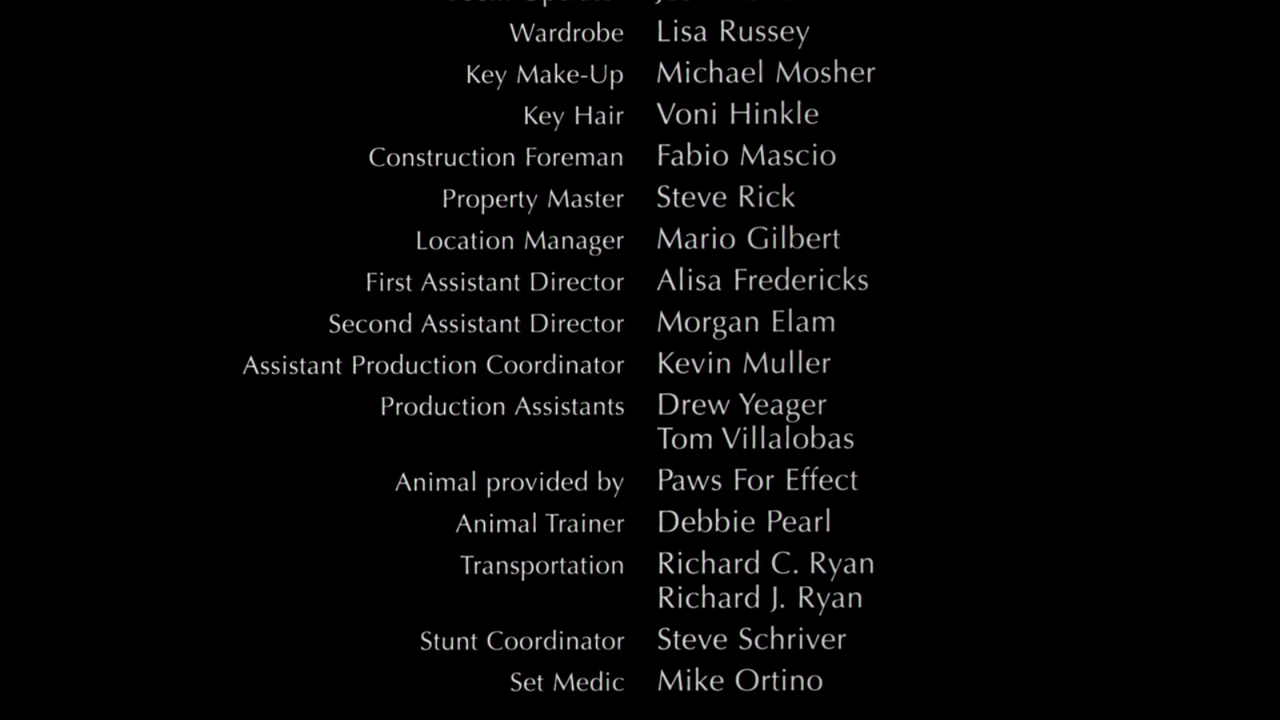 Wardrobe Lisa Russey
Key Make-Up Michael Mosher
Key Hair Voni Hinkle
Construction Foreman Fabio Mascio
Property Master Steve Rick
Location Manager Mario Gilbert
First Assistant Director Alisa Fredericks
Second Assistant Director Morgan Elam
Assistant Production Coordinator Kevin Muller
Production Assistants Drew Yeager
Tom Villalobas
Animal provided by Paws For Effect
Animal Trainer Debbie Pearl
Transportation Richard C. Ryan
Richard J. Ryan
Stunt Coordinator Steve Schriver
Set Medic Mike Ortino